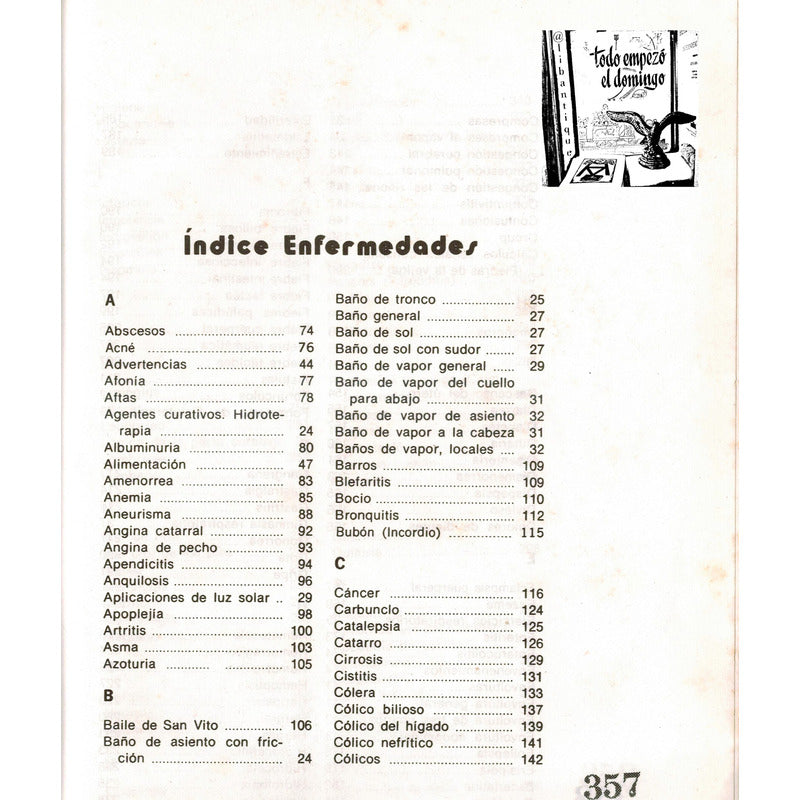 @libantique
todo empezó
el domingo
Índice Enfermedades
A
Abscesos ..... 74
Acné ..... 76
Advertencias ..... 44
Afonía ..... 77
Aftas ..... 78
Agentes curativos. Hidrote-
rapia ..... 24
Albuminuria ..... 80
Alimentación ..... 47
Amenorrea ..... 83
Anemia ..... 85
Aneurisma ..... 88
Angina catarral ..... 92
Angina de pecho ..... 93
Apendicitis ..... 94
Anquilosis ..... 96
Aplicaciones de luz solar .. 29
Apoplejía ..... 98
Artritis ..... 100
Asma ..... 103
Azoturia ..... 105
B
Baile de San Vito ..... 106
Baño de asiento con fric-
ción ..... 24
Baño de tronco ..... 25
Baño general ..... 27
Baño de sol ..... 27
Baño de sol con sudor ..... 27
Baño de vapor general ..... 29
Baño de vapor del cuello
para abajo ..... 31
Baño de vapor de asiento 32
Baño de vapor a la cabeza 31
Baños de vapor, locales .... 32
Barros ..... 109
Blefaritis ..... 109
Bocio ..... 110
Bronquitis ..... 112
Bubón (Incordio) ..... 115
C
Cáncer ..... 116
Carbunclo ..... 124
Catalepsia ..... 125
Catarro ..... 126
Cirrosis ..... 129
Cistitis ..... 131
Cólera ..... 133
Cólico bilioso ..... 137
Cólico del hígado ..... 139
Cólico nefrítico ..... 141
Cólicos ..... 142
357